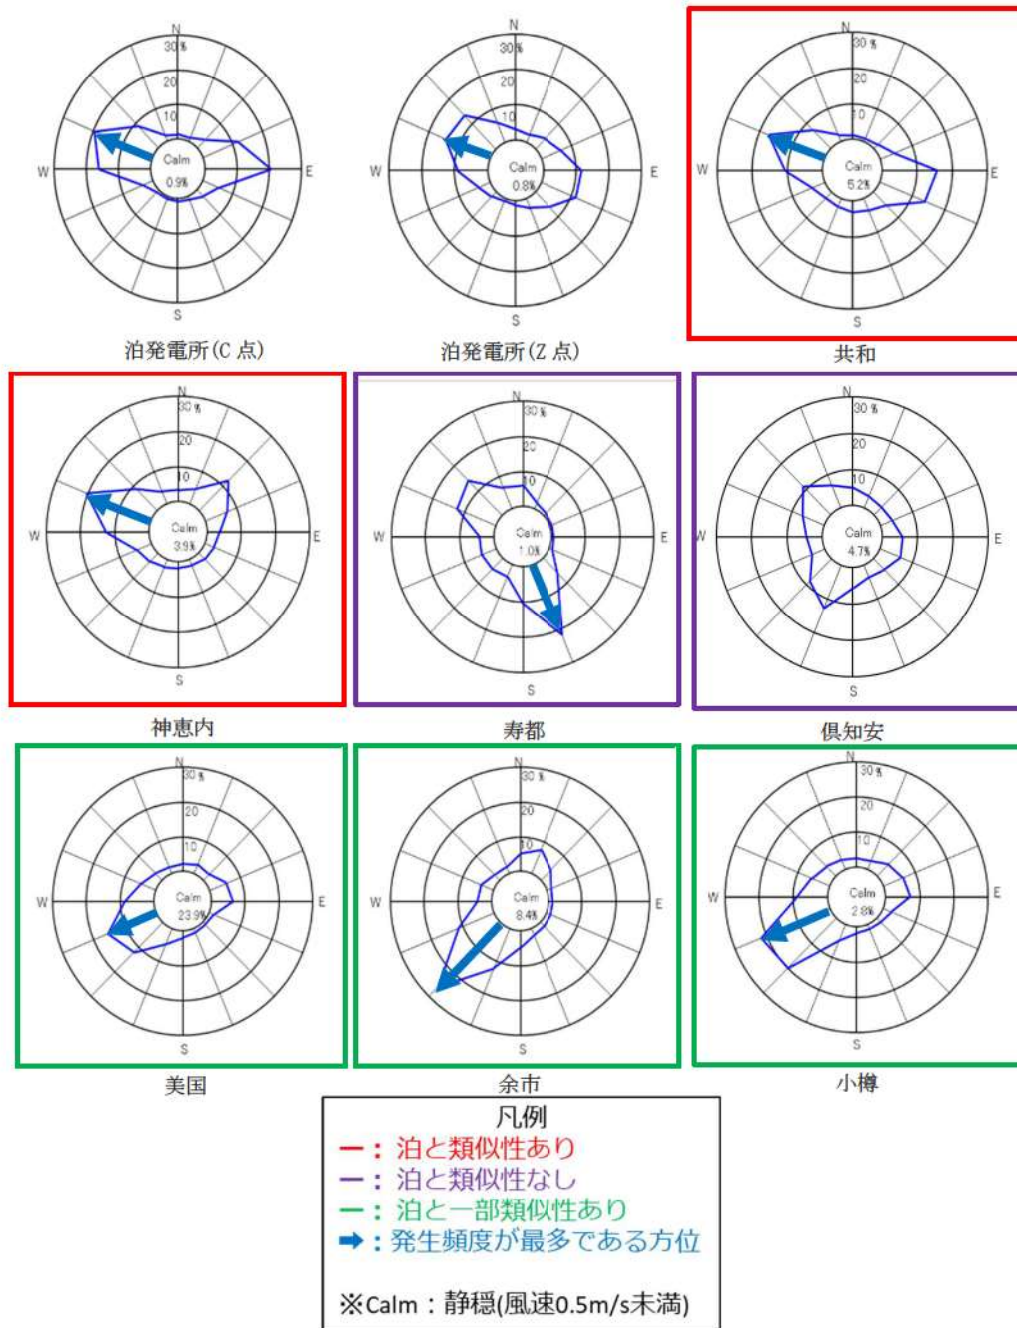 N
30%
20
10
W
E
Calm
0.9%
S
泊発電所(C点)
N
30%
20
10
W
E
Calm
0.8%
S
泊発電所(Z点)
N
30%
20
10
W
E
Calm
5.2%
S
共和
N
30%
20
10
W
E
Calm
3.9%
S
神恵内
N
30%
20
10
W
E
Calm
1.0%
S
寿都
N
30%
20
10
W
E
Calm
4.7%
S
倶知安
N
30%
20
10
W
E
Calm
23.9%
S
美国
N
30%
20
10
W
E
Calm
8.4%
S
余市
N
30%
20
10
W
E
Calm
2.8%
S
小樽
凡例
ー：泊と類似性あり
ー：泊と類似性なし
ー：泊と一部類似性あり
➡：発生頻度が最多である方位
※Calm：静穏(風速0.5m/s未満)